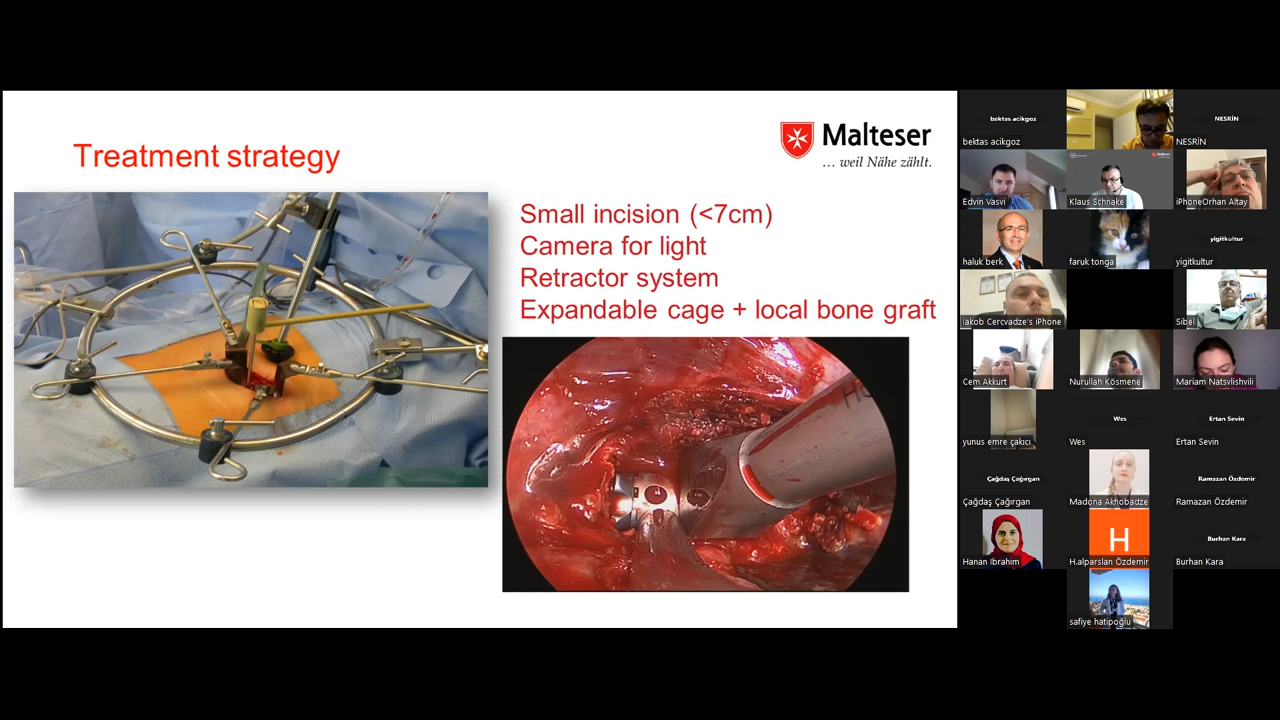 Treatment strategy
Malteser
... weil Nähe zählt.
Small incision (<7cm)
Camera for light
Retractor system
Expandable cage + local bone graft
bektas acikgoz
bektas acikgoz
NESRİN
NESRİN
Edvin Vasvi
Malteser
Klaus Schnake
iPhoneOrhan Altay
haluk berk
faruk tonga
yigitkultur
yigitkultur
Iakob Cercvadze's iPhone
Sibel
Cem Akkurt
Nurullah Kösmene
Mariam Natsvlishvili
yunus emre çakıcı
Wes
Wes
Ertan Sevin
Ertan Sevin
Çağdaş Çağırgan
Çağdaş Çağırgan
Madona Akhobadze
Ramazan Özdemir
Ramazan Özdemir
Hanan Ibrahim
H
H.alparslan Özdemir
Burhan Kara
Burhan Kara
safiye hatipoğlu